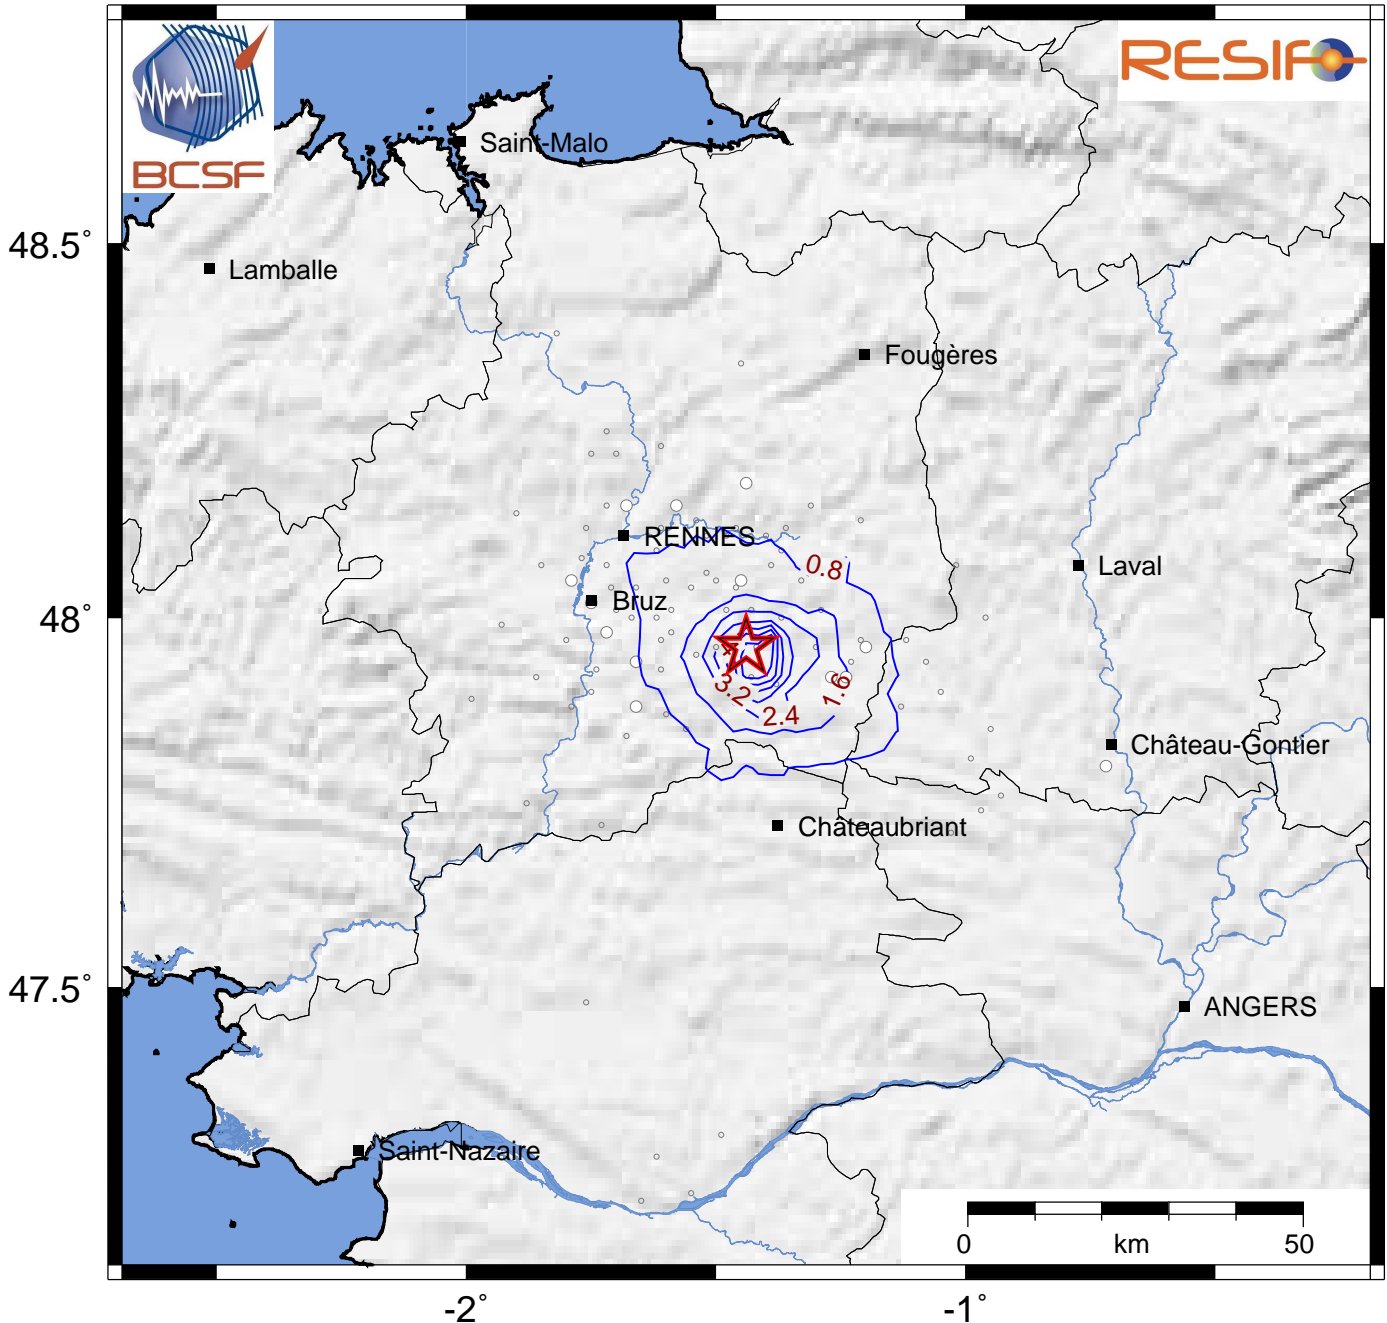 BCSF
RESIF
Saint-Malo
48.5°
Lamballe
Fougères
RENNES
0.8
Laval
Bruz
48°
3.2
1.6
2.4
Château-Gontier
Châteaubriant
47.5°
ANGERS
Saint-Nazaire
0 km 50
-2° -1°